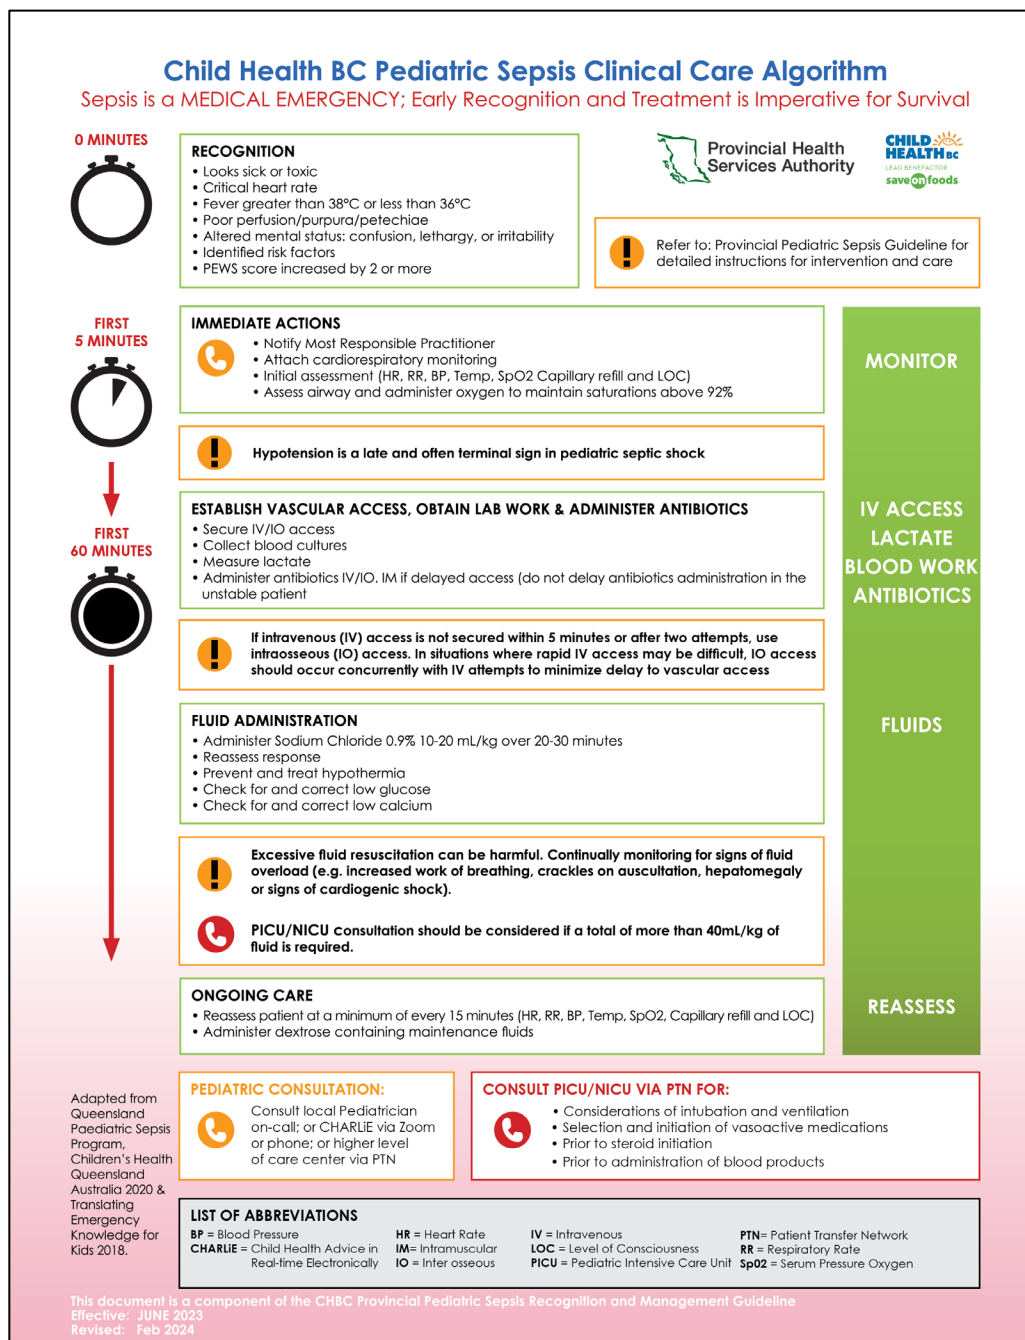 Child Health BC Pediatric Sepsis Clinical Care Algorithm
Sepsis is a MEDICAL EMERGENCY; Early Recognition and Treatment is Imperative for Survival
0 MINUTES
RECOGNITION
• Looks sick or toxic
• Critical heart rate
• Fever greater than 38°C or less than 36°C
• Poor perfusion/purpura/petechiae
• Altered mental status: confusion, lethargy, or irritability
• Identified risk factors
• PEWS score increased by 2 or more
Provincial Health
Services Authority
CHILD
HEALTH BC
LEAD BENEFACTOR
save on foods
Refer to: Provincial Pediatric Sepsis Guideline for
detailed instructions for intervention and care
FIRST
5 MINUTES
IMMEDIATE ACTIONS
• Notify Most Responsible Practitioner
• Attach cardiorespiratory monitoring
• Initial assessment (HR, RR, BP, Temp, SpO2 Capillary refill and LOC)
• Assess airway and administer oxygen to maintain saturations above 92%
MONITOR
Hypotension is a late and often terminal sign in pediatric septic shock
FIRST
60 MINUTES
ESTABLISH VASCULAR ACCESS, OBTAIN LAB WORK & ADMINISTER ANTIBIOTICS
• Secure IV/IO access
• Collect blood cultures
• Measure lactate
• Administer antibiotics IV/IO. IM if delayed access (do not delay antibiotics administration in the
unstable patient
IV ACCESS
LACTATE
BLOOD WORK
ANTIBIOTICS
If intravenous (IV) access is not secured within 5 minutes or after two attempts, use
intraosseous (IO) access. In situations where rapid IV access may be difficult, IO access
should occur concurrently with IV attempts to minimize delay to vascular access
FLUID ADMINISTRATION
• Administer Sodium Chloride 0.9% 10-20 mL/kg over 20-30 minutes
• Reassess response
• Prevent and treat hypothermia
• Check for and correct low glucose
• Check for and correct low calcium
FLUIDS
Excessive fluid resuscitation can be harmful. Continually monitoring for signs of fluid
overload (e.g. increased work of breathing, crackles on auscultation, hepatomegaly
or signs of cardiogenic shock).
PICU/NICU consultation should be considered if a total of more than 40mL/kg of
fluid is required.
ONGOING CARE
• Reassess patient at a minimum of every 15 minutes (HR, RR, BP, Temp, SpO2, Capillary refill and LOC)
• Administer dextrose containing maintenance fluids
REASSESS
Adapted from
Queensland
Paediatric Sepsis
Program,
Children's Health
Queensland
Australia 2020 &
Translating
Emergency
Knowledge for
Kids 2018.
PEDIATRIC CONSULTATION:
Consult local Pediatrician
on-call; or CHARLiE via Zoom
or phone; or higher level
of care center via PTN
CONSULT PICU/NICU VIA PTN FOR:
• Considerations of intubation and ventilation
• Selection and initiation of vasoactive medications
• Prior to steroid initiation
• Prior to administration of blood products
LIST OF ABBREVIATIONS
BP = Blood Pressure
CHARLiE = Child Health Advice in
Real-time Electronically
HR = Heart Rate
IM= Intramuscular
IO = Inter osseous
IV = Intravenous
LOC = Level of Consciousness
PICU = Pediatric Intensive Care Unit
PTN= Patient Transfer Network
RR = Respiratory Rate
Sp02 = Serum Pressure Oxygen
This document is a component of the CHBC Provincial Pediatric Sepsis Recognition and Management Guideline
Effective: JUNE 2023
Revised: Feb 2024